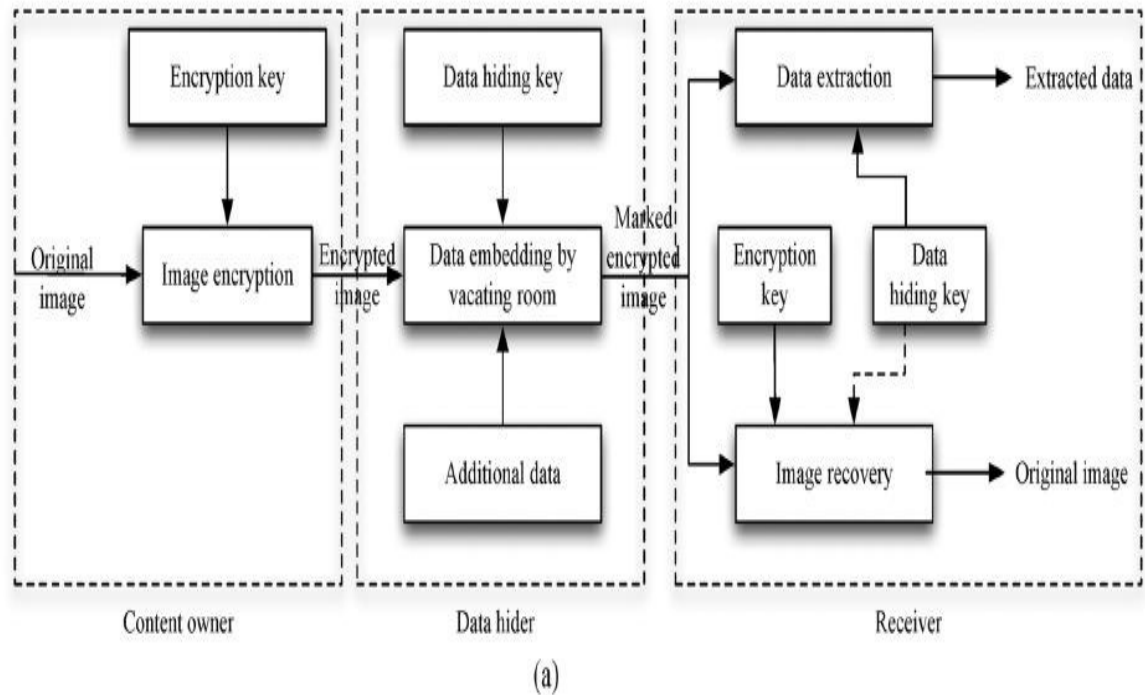 Encryption key
Original
image
Image encryption
Encrypted
image
Data hiding key
Data embedding by
vacating room
Additional data
Marked
encrypted
image
Data extraction
Extracted data
Encryption
key
Data
hiding key
Image recovery
Original image
Content owner
Data hider
Receiver
(a)